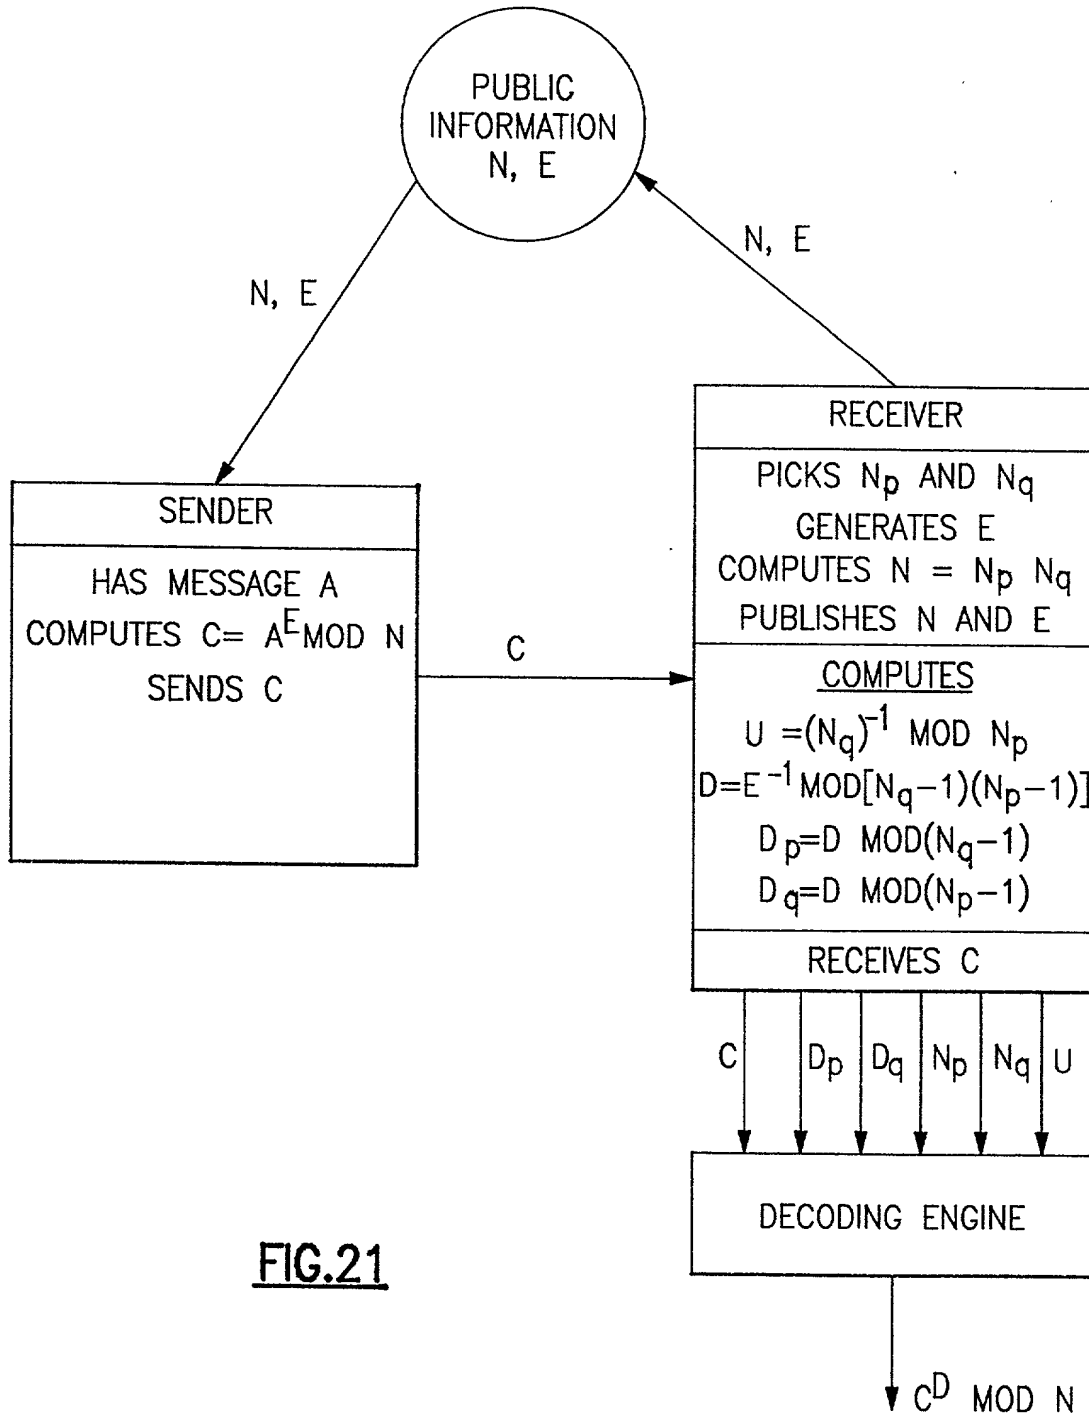 PUBLIC
INFORMATION
N, E
N, E
N, E
RECEIVER
PICKS Np AND Nq
GENERATES E
COMPUTES N = Np Nq
PUBLISHES N AND E
COMPUTES
U =(Nq)^-1 MOD Np
D=E^-1 MOD[Nq-1)(Np-1)]
Dp=D MOD(Nq-1)
Dq=D MOD(Np-1)
RECEIVES C
SENDER
HAS MESSAGE A
COMPUTES C= A^E MOD N
SENDS C
C
C
Dp
Dq
Np
Nq
U
DECODING ENGINE
C^D MOD N
FIG.21